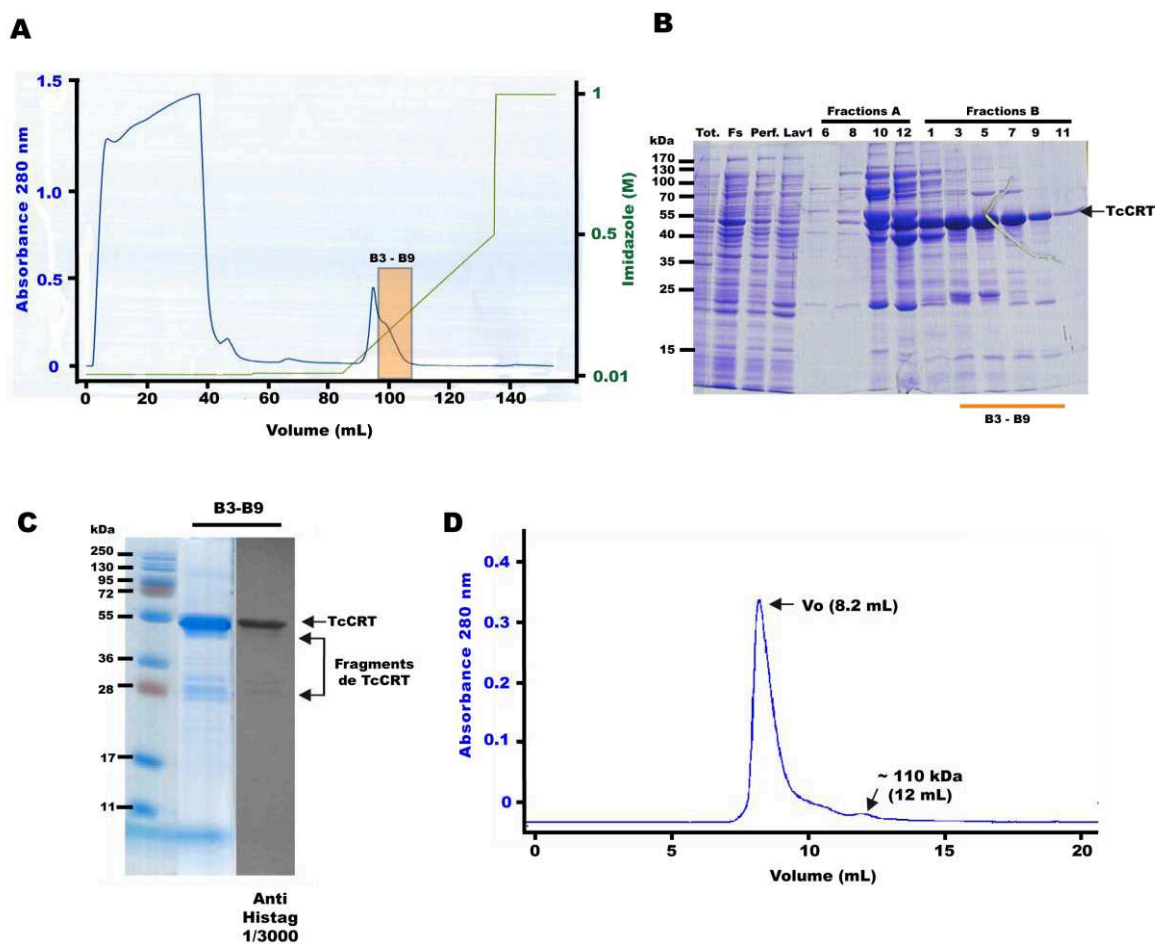 A
Absorbance 280 nm
1.5
1.0
0.5
0
B3 - B9
1
0.5
0.01
Imidazole (M)
0 20 40 60 80 100 120 140
Volume (mL)
B
Fractions A Fractions B
Tot. Fs Perf. Lav1 6 8 10 12 1 3 5 7 9 11
kDa
170
130
100
70
55
40
35
25
15
TcCRT
B3 - B9
C
B3-B9
kDa
250
130
95
72
55
36
28
17
11
TcCRT
Fragments
de TcCRT
Anti
Histag
1/3000
D
Absorbance 280 nm
0.4
0.3
0.2
0.1
0
Vo (8.2 mL)
~ 110 kDa
(12 mL)
0 5 10 15 20
Volume (mL)